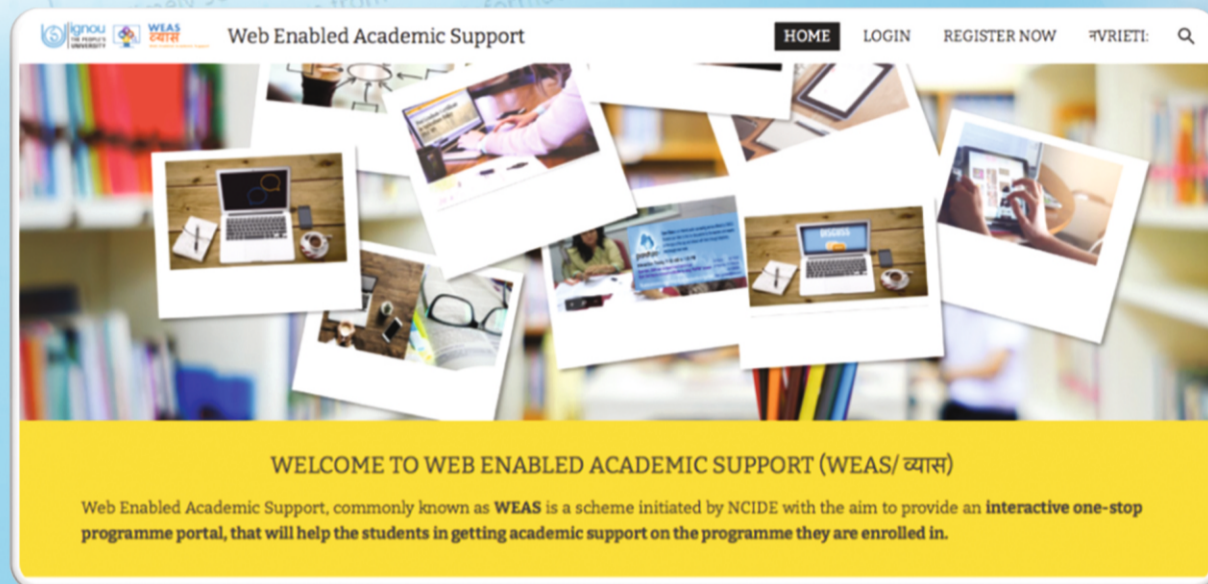 ignou
THE PEOPLE'S
UNIVERSITY
WEAS
व्यास
Web Enabled Academic Support
HOME
LOGIN
REGISTER NOW
नVRIETI:
DISCUSS
WELCOME TO WEB ENABLED ACADEMIC SUPPORT (WEAS/ व्यास)
Web Enabled Academic Support, commonly known as WEAS is a scheme initiated by NCIDE with the aim to provide an interactive one-stop
programme portal, that will help the students in getting academic support on the programme they are enrolled in.